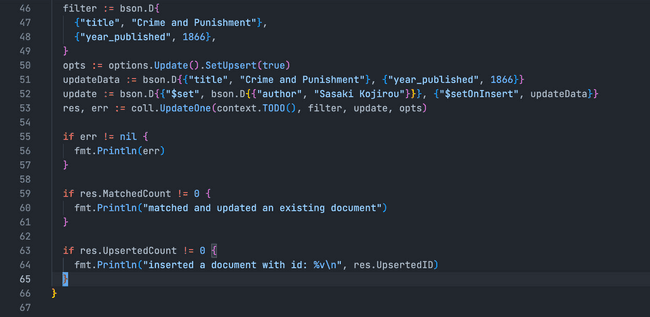 46 filter := bson.D{
47 {"title", "Crime and Punishment"},
48 {"year_published", 1866},
49 }
50 opts := options.Update().SetUpsert(true)
51 updateData := bson.D{{"title", "Crime and Punishment"}, {"year_published", 1866}}
52 update := bson.D{{"$set", bson.D{{"author", "Sasaki Kojirou"}}}, {"$setOnInsert", updateData}}
53 res, err := coll.UpdateOne(context.TODO(), filter, update, opts)
54
55 if err != nil {
56 fmt.Println(err)
57 }
58
59 if res.MatchedCount != 0 {
60 fmt.Println("matched and updated an existing document")
61 }
62
63 if res.UpsertedCount != 0 {
64 fmt.Println("inserted a document with id: %v\n", res.UpsertedID)
65 }
66 }
67